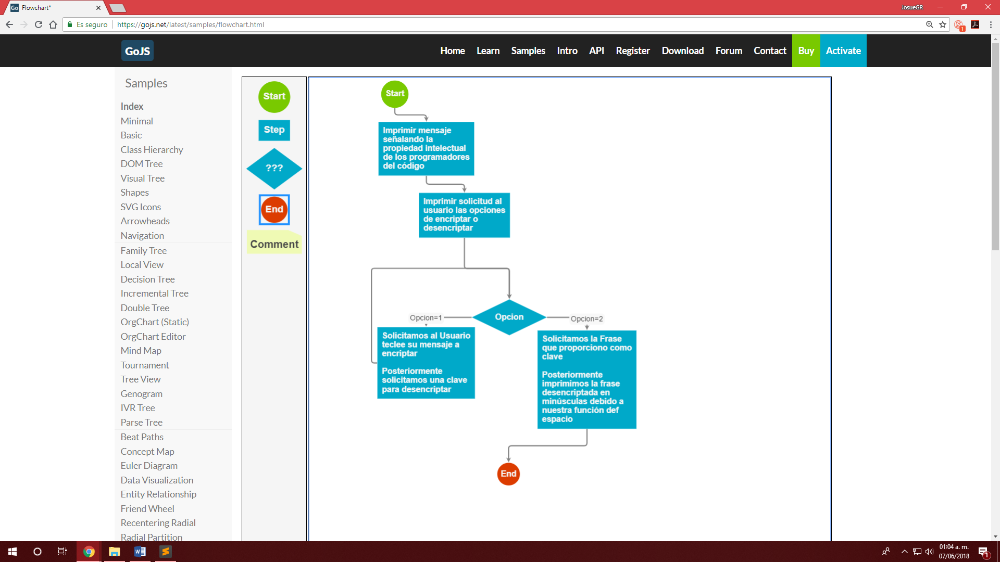 Flowchart*
JosueGR
Es seguro
https://gojs.net/latest/samples/flowchart.html
1
GoJS
Home
Learn
Samples
Intro
API
Register
Download
Forum
Contact
Buy
Activate
Samples
Index
Minimal
Basic
Class Hierarchy
DOM Tree
Visual Tree
Shapes
SVG Icons
Arrowheads
Navigation
Family Tree
Local View
Decision Tree
Incremental Tree
Double Tree
OrgChart (Static)
OrgChart Editor
Mind Map
Tournament
Tree View
Genogram
IVR Tree
Parse Tree
Beat Paths
Concept Map
Euler Diagram
Data Visualization
Entity Relationship
Friend Wheel
Recentering Radial
Radial Partition
Start
Step
???
End
Comment
Start
Imprimir mensaje
señalando la
propiedad intelectual
de los programadores
del código
Imprimir solicitud al
usuario las opciones
de encriptar o
desencriptar
Opcion
Opcion=1
Opcion=2
Solicitamos al Usuario
teclee su mensaje a
encriptar
Posteriormente
solicitamos una clave
para desencriptar
Solicitamos la Frase
que proporciono como
clave
Posteriormente
imprimimos la frase
desencriptada en
minúsculas debido a
nuestra función def
espacio
End
01:04 a. m.
07/06/2018
1